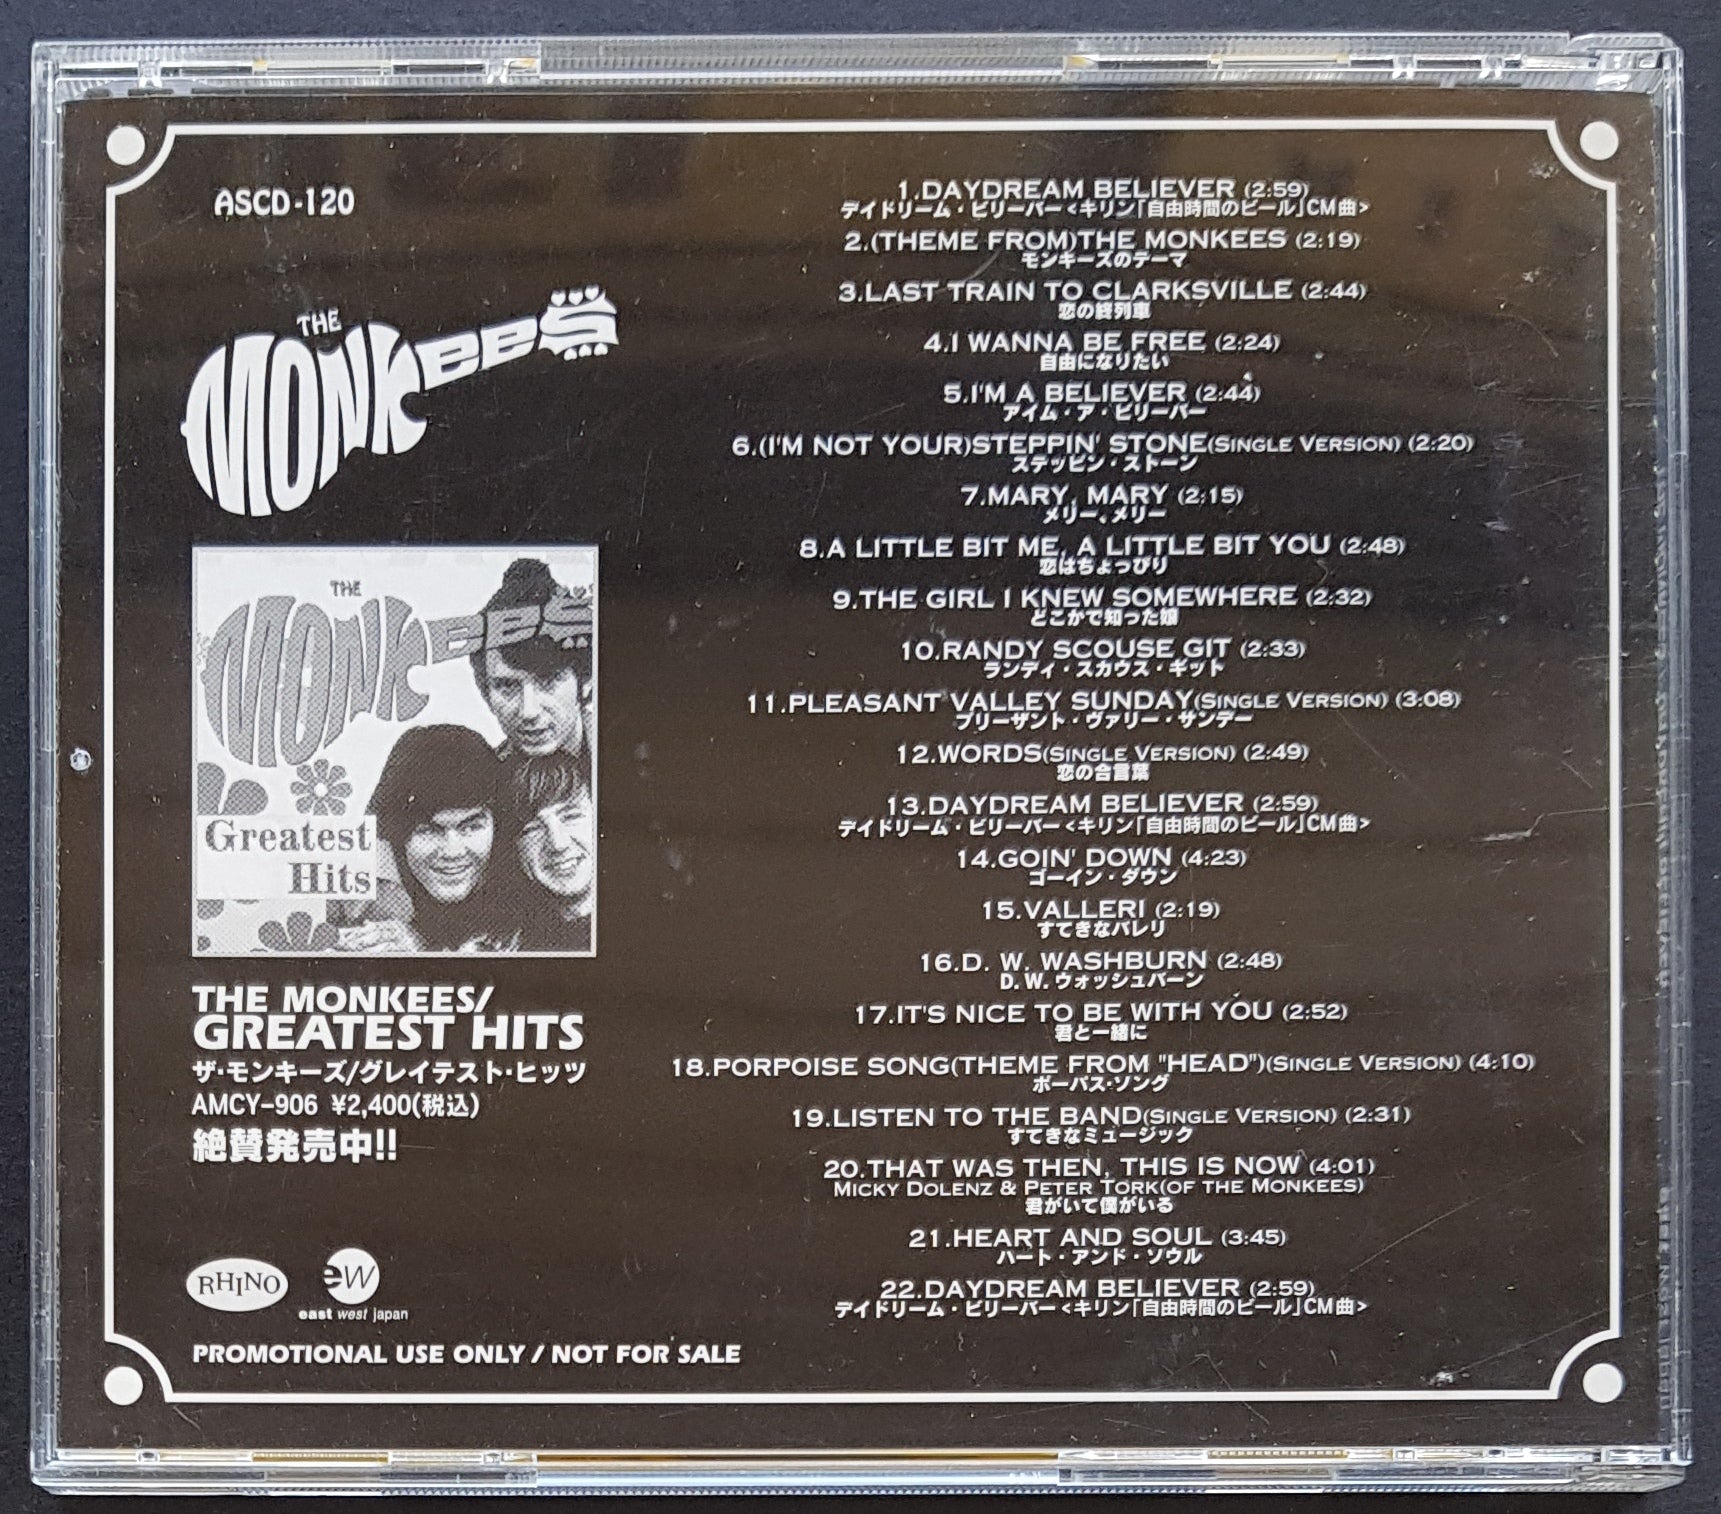 ASCD-120
THE
MONKEES
THE
MONKEES
Greatest
Hits
THE MONKEES/
GREATEST HITS
ザ・モンキーズ/グレイテスト・ヒッツ
AMCY-906 ¥2,400(税込)
絶賛発売中!!
RHINO
ew
east west japan
PROMOTIONAL USE ONLY / NOT FOR SALE
1.DAYDREAM BELIEVER (2:59)
デイドリーム・ビリーバー<キリン「自由時間のビール」CM曲>
2.(THEME FROM)THE MONKEES (2:19)
モンキーズのテーマ
3.LAST TRAIN TO CLARKSVILLE (2:44)
恋の終列車
4.I WANNA BE FREE (2:24)
自由になりたい
5.I'M A BELIEVER (2:44)
アイム・ア・ビリーバー
6.(I'M NOT YOUR)STEPPIN' STONE(SINGLE VERSION) (2:20)
ステッピン・ストーン
7.MARY, MARY (2:15)
メリー、メリー
8.A LITTLE BIT ME, A LITTLE BIT YOU (2:48)
恋はちょっぴり
9.THE GIRL I KNEW SOMEWHERE (2:32)
どこかで知った娘
10.RANDY SCOUSE GIT (2:33)
ランディ・スカウス・ギット
11.PLEASANT VALLEY SUNDAY(SINGLE VERSION) (3:08)
プリーザント・ヴァリー・サンデー
12.WORDS(SINGLE VERSION) (2:49)
恋の合言葉
13.DAYDREAM BELIEVER (2:59)
デイドリーム・ビリーバー<キリン「自由時間のビール」CM曲>
14.GOIN' DOWN (4:23)
ゴーイン・ダウン
15.VALLERI (2:19)
すてきなバレリ
16.D. W. WASHBURN (2:48)
D.W.ウォッシュバーン
17.IT'S NICE TO BE WITH YOU (2:52)
君と一緒に
18.PORPOISE SONG(THEME FROM "HEAD")(SINGLE VERSION) (4:10)
ポーパス・ソング
19.LISTEN TO THE BAND(SINGLE VERSION) (2:31)
すてきなミュージック
20.THAT WAS THEN, THIS IS NOW (4:01)
MICKY DOLENZ & PETER TORK(OF THE MONKEES)
君がいて僕がいる
21.HEART AND SOUL (3:45)
ハート・アンド・ソウル
22.DAYDREAM BELIEVER (2:59)
デイドリーム・ビリーバー<キリン「自由時間のビール」CM曲>